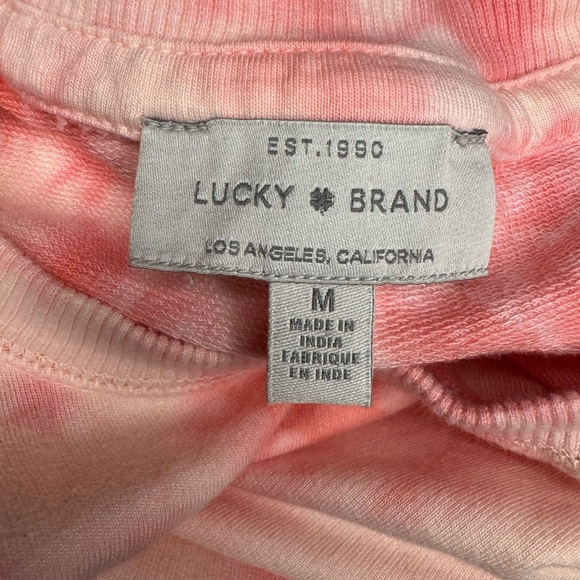 EST.1990
LUCKY BRAND
LOS ANGELES, CALIFORNIA
M
MADE IN
INDIA
FABRIQUE
EN INDE